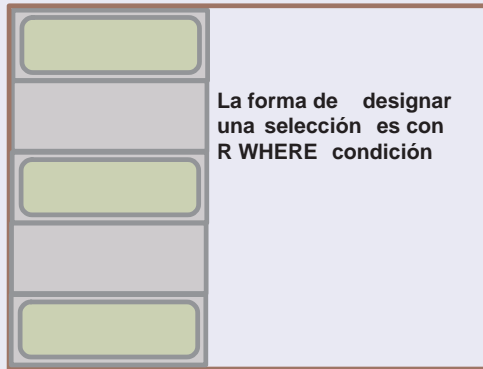 La forma de designar
una selección es con
R WHERE condición